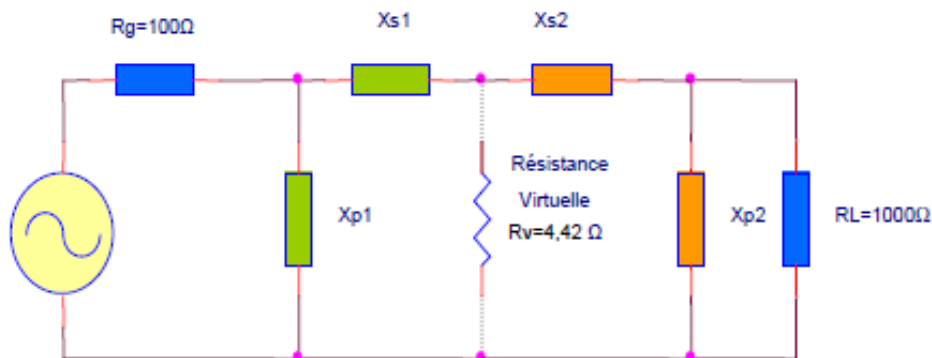 Rg=100Ω
Xs1
Xs2
Xp1
Résistance
Virtuelle
Rv=4,42 Ω
Xp2
RL=1000Ω